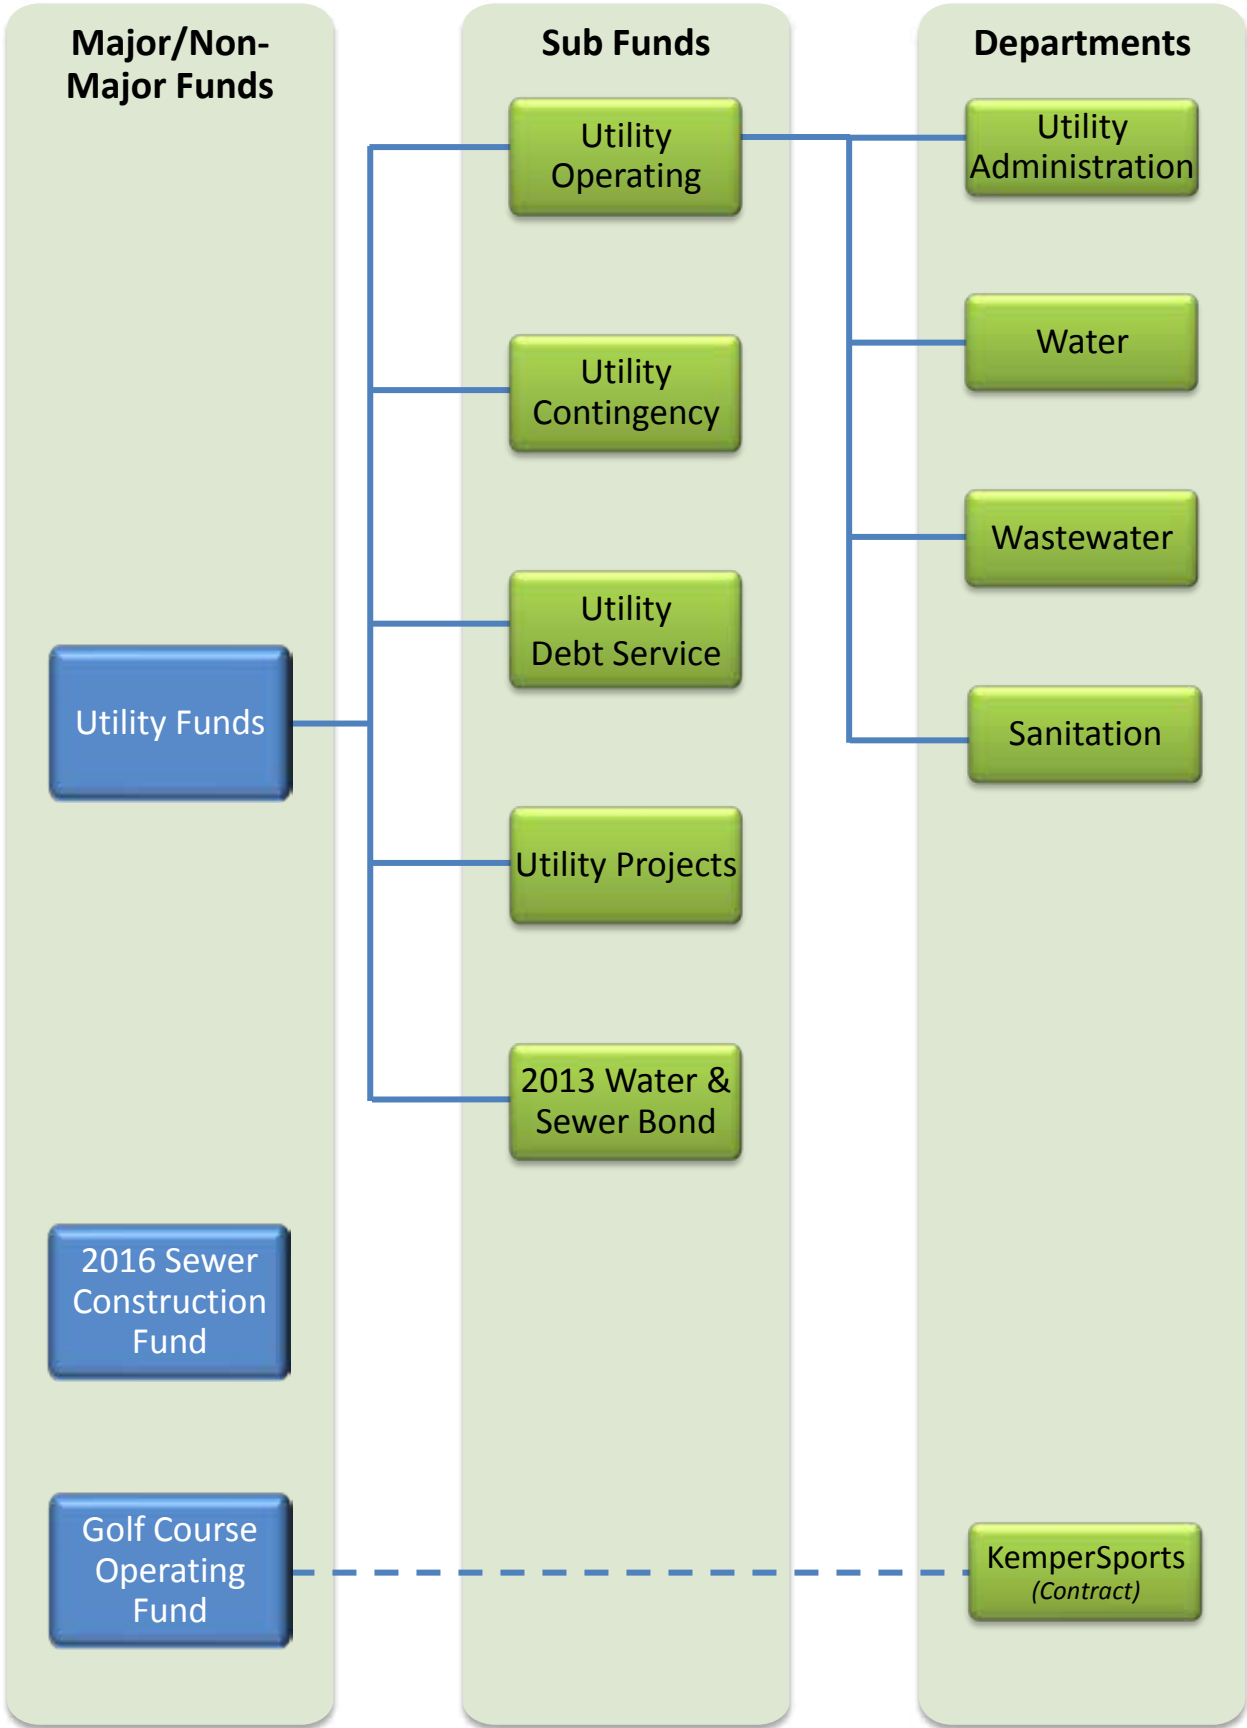 Major/Non-
Major Funds
Sub Funds
Departments
Utility
Operating
Utility
Administration
Utility
Contingency
Water
Wastewater
Utility
Debt Service
Utility Funds
Sanitation
Utility Projects
2013 Water &
Sewer Bond
2016 Sewer
Construction
Fund
Golf Course
Operating
Fund
KemperSports
(Contract)